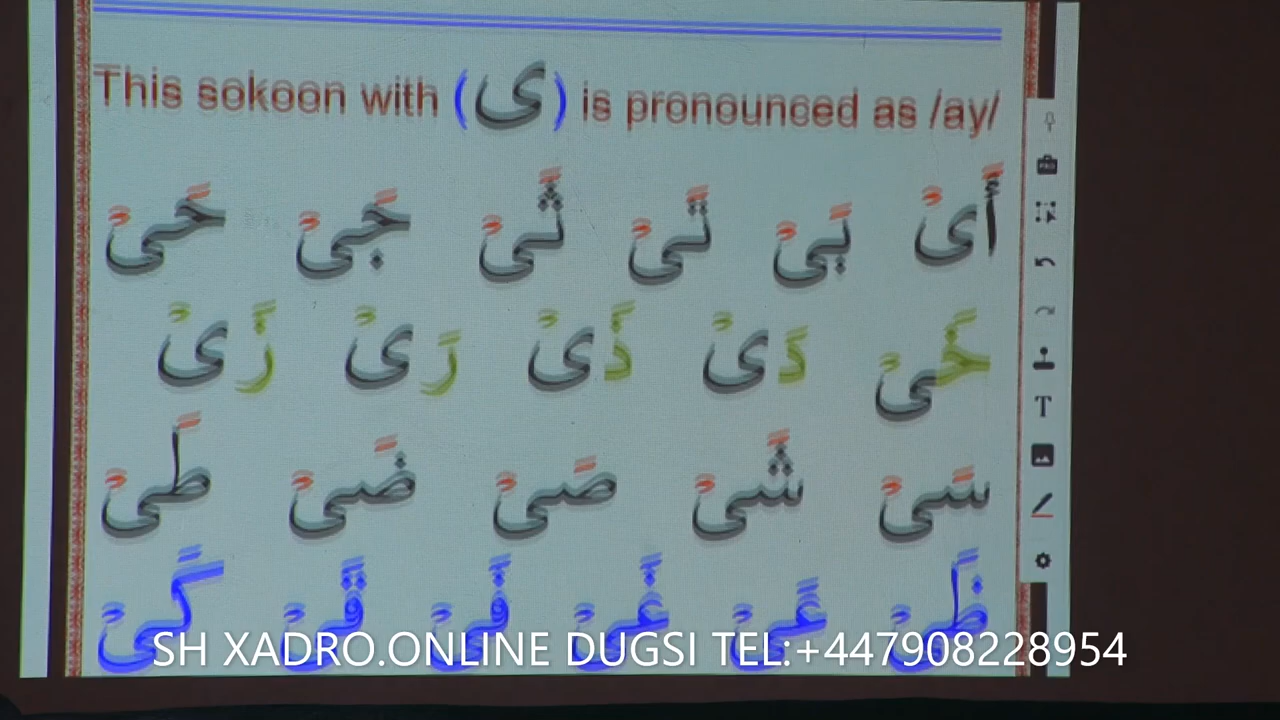 This sokoon with (ى) is pronounced as /ay/
أَىْ بَىْ تَىْ ثَىْ جَىْ حَىْ
خَىْ دَىْ ذَىْ رَىْ زَىْ
سَىْ شَىْ صَىْ ضَىْ طَىْ
ظَىْ عَىْ غَىْ فَىْ قَىْ كَىْ
SH XADRO.ONLINE DUGSI TEL:+447908228954
T